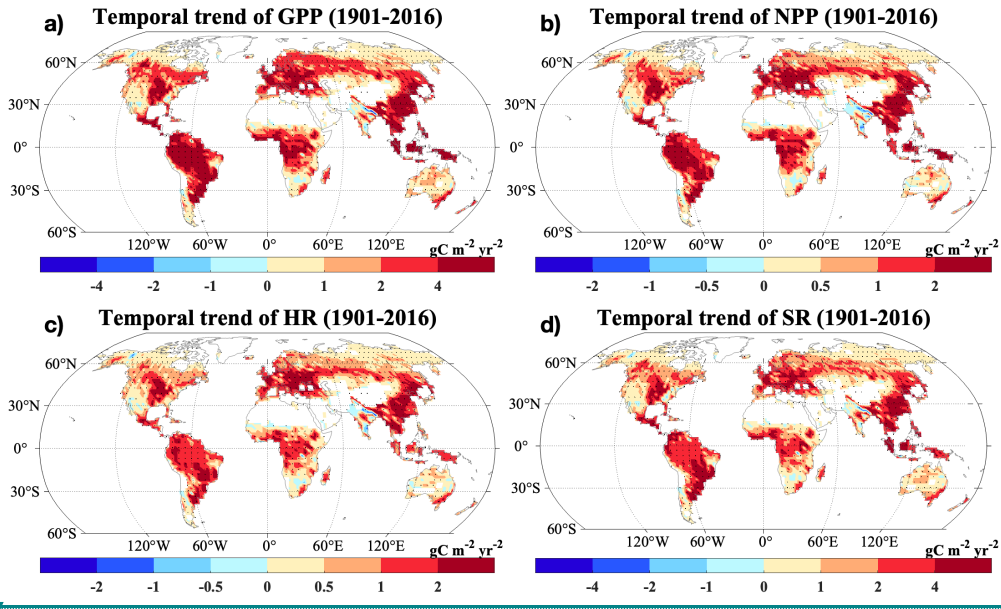 a) Temporal trend of GPP (1901-2016)
60°N
30°N
0°
30°S
60°S
120°W 60°W 0° 60°E 120°E
gC m-2 yr-2
-4 -2 -1 0 1 2 4
b) Temporal trend of NPP (1901-2016)
60°N
30°N
0°
30°S
60°S
120°W 60°W 0° 60°E 120°E
gC m-2 yr-2
-2 -1 -0.5 0 0.5 1 2
c) Temporal trend of HR (1901-2016)
60°N
30°N
0°
30°S
60°S
120°W 60°W 0° 60°E 120°E
gC m-2 yr-2
-2 -1 -0.5 0 0.5 1 2
d) Temporal trend of SR (1901-2016)
60°N
30°N
0°
30°S
60°S
120°W 60°W 0° 60°E 120°E
gC m-2 yr-2
-4 -2 -1 0 1 2 4